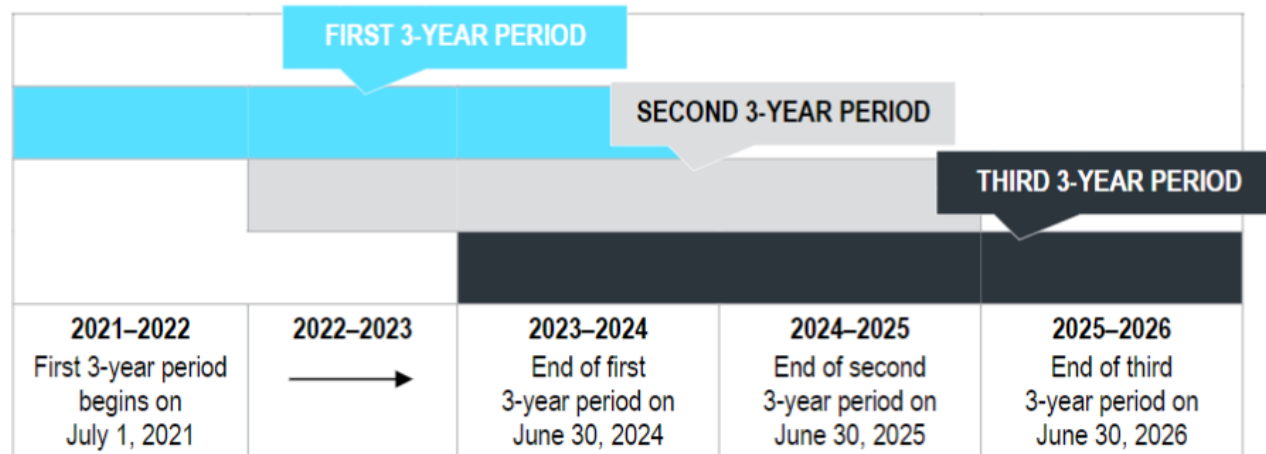 FIRST 3-YEAR PERIOD
SECOND 3-YEAR PERIOD
THIRD 3-YEAR PERIOD
2021–2022
First 3-year period
begins on
July 1, 2021
2022–2023
2023–2024
End of first
3-year period on
June 30, 2024
2024–2025
End of second
3-year period on
June 30, 2025
2025–2026
End of third
3-year period on
June 30, 2026